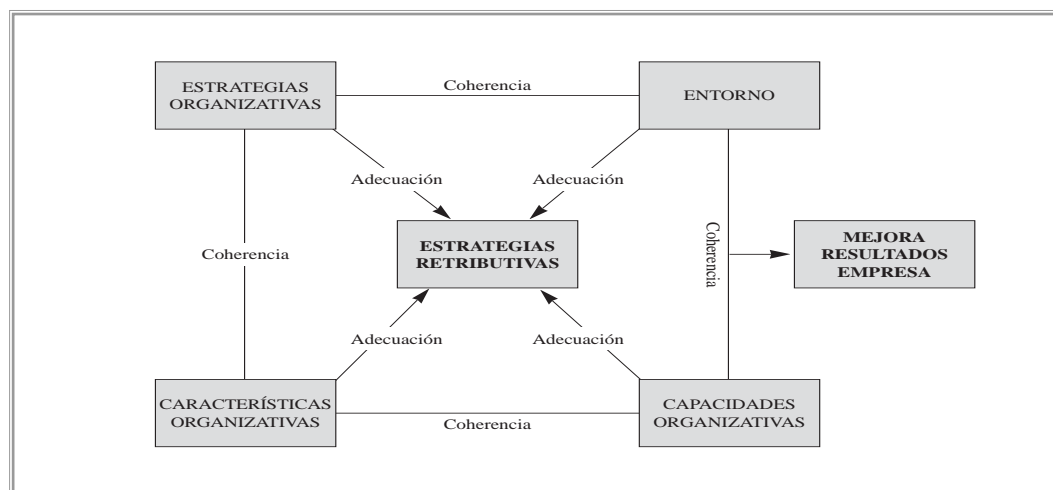 ESTRATEGIAS
ORGANIZATIVAS
Coherencia
ENTORNO
Adecuación
Adecuación
ESTRATEGIAS
RETRIBUTIVAS
Coherencia
Coherencia
MEJORA
RESULTADOS
EMPRESA
Adecuación
Adecuación
CARACTERÍSTICAS
ORGANIZATIVAS
Coherencia
CAPACIDADES
ORGANIZATIVAS